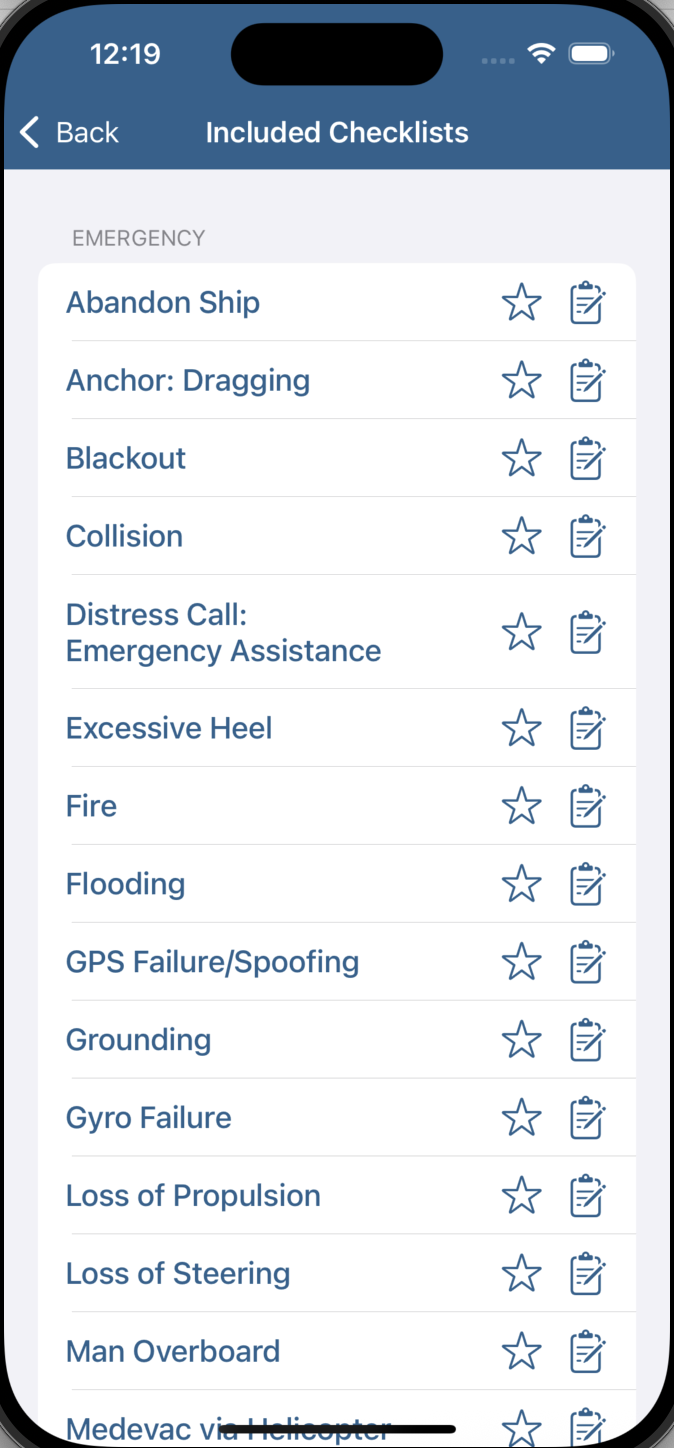 12:19
Back
Included Checklists
EMERGENCY
Abandon Ship
Anchor: Dragging
Blackout
Collision
Distress Call:
Emergency Assistance
Excessive Heel
Fire
Flooding
GPS Failure/Spoofing
Grounding
Gyro Failure
Loss of Propulsion
Loss of Steering
Man Overboard
Medevac via Helicopter